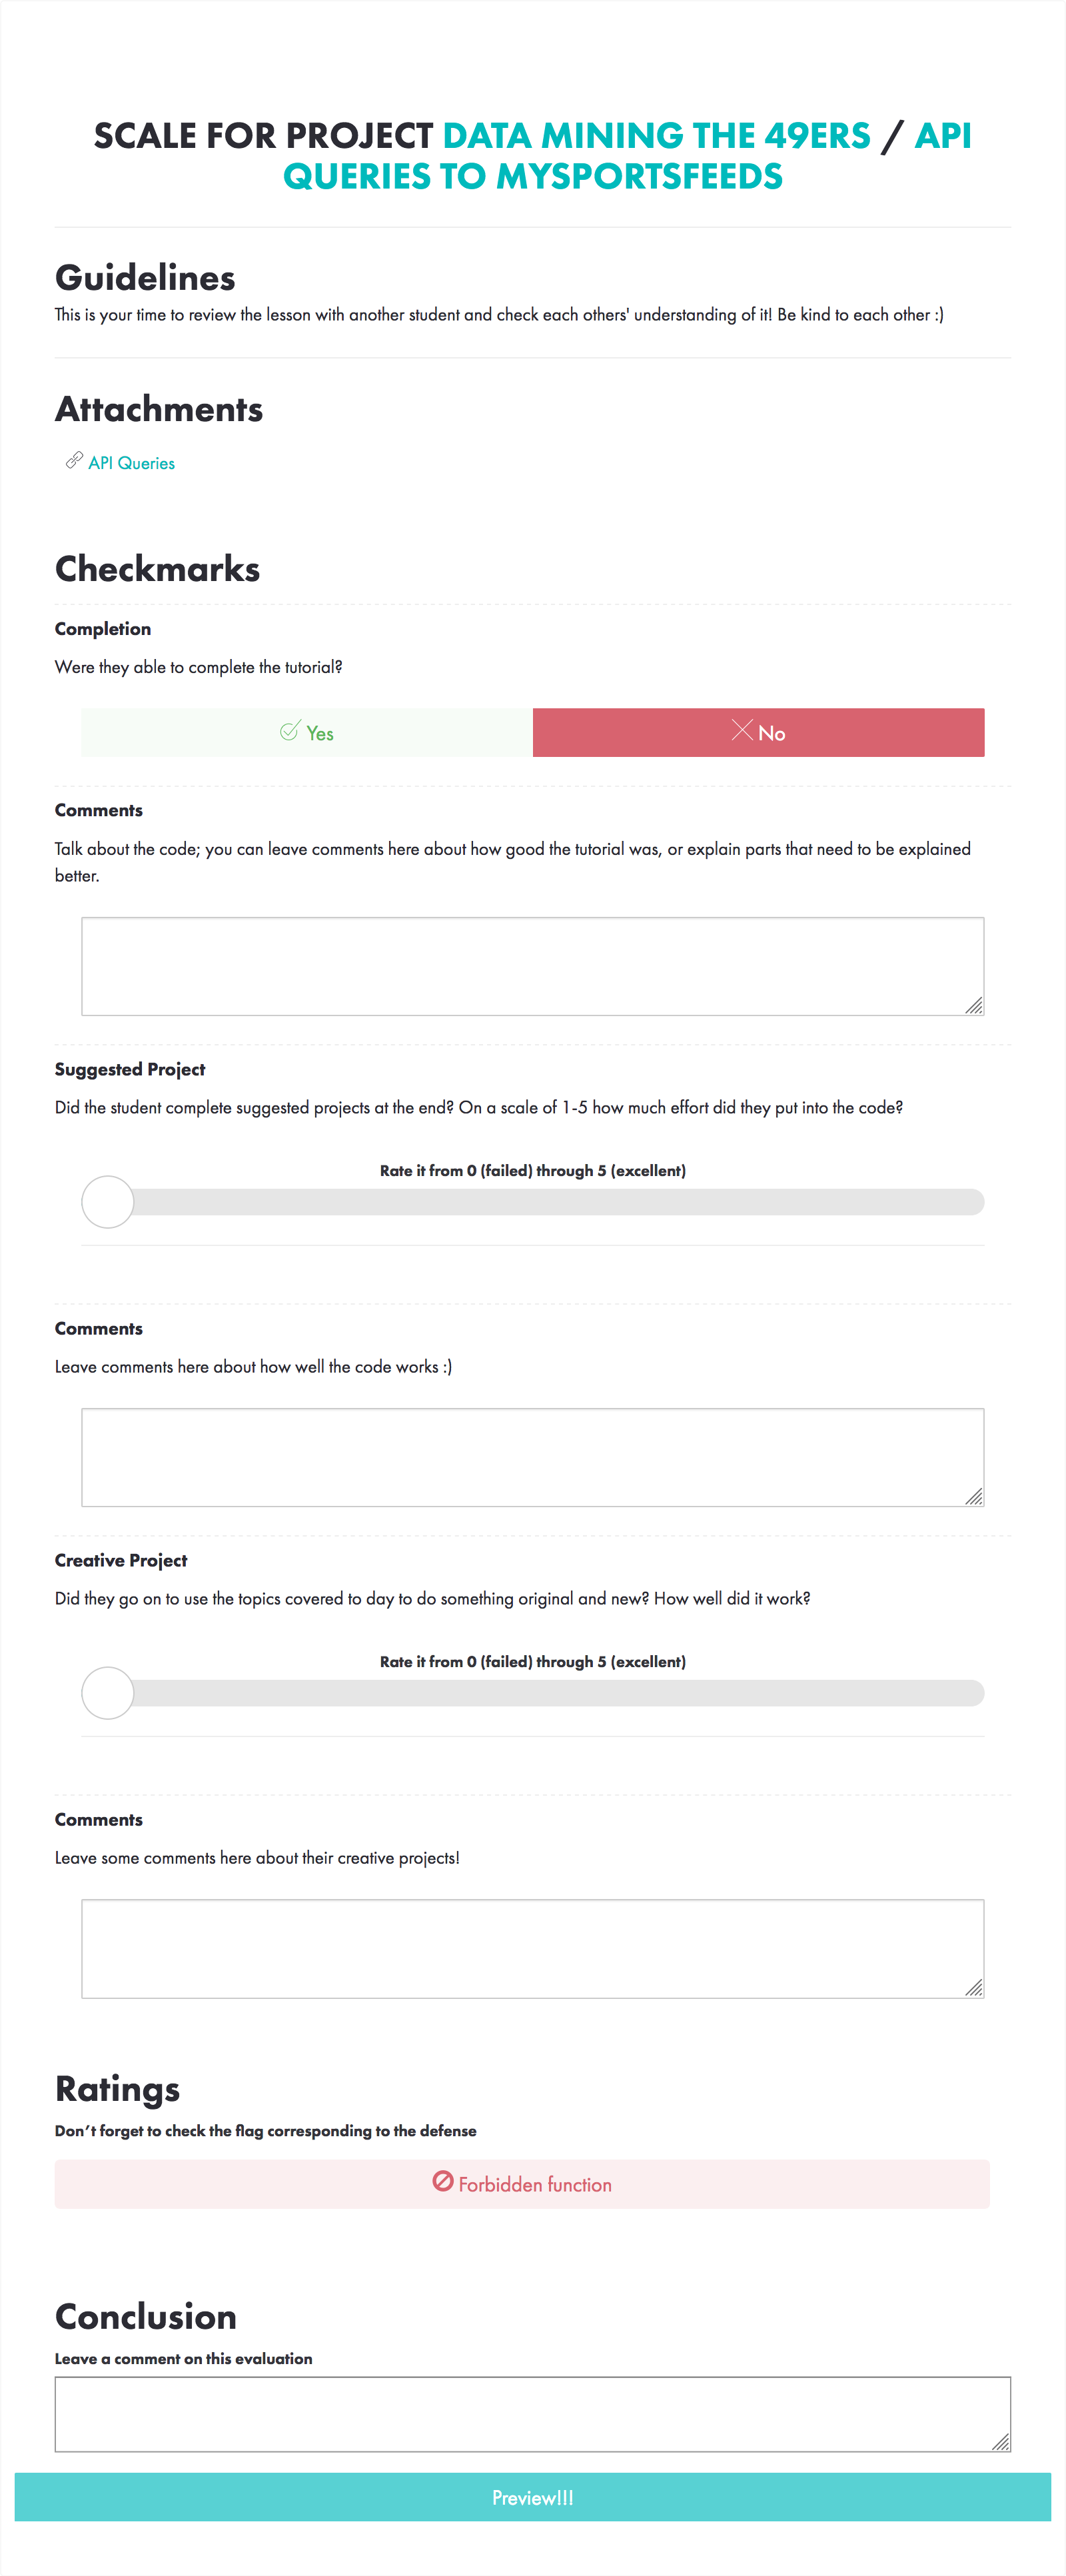 SCALE FOR PROJECT DATA MINING THE 49ERS / API
QUERIES TO MYSPORTSFEEDS
Guidelines
This is your time to review the lesson with another student and check each others' understanding of it! Be kind to each other :)
Attachments
API Queries
Checkmarks
Completion
Were they able to complete the tutorial?
Yes
No
Comments
Talk about the code; you can leave comments here about how good the tutorial was, or explain parts that need to be explained
better.
Suggested Project
Did the student complete suggested projects at the end? On a scale of 1-5 how much effort did they put into the code?
Rate it from 0 (failed) through 5 (excellent)
Comments
Leave comments here about how well the code works :)
Creative Project
Did they go on to use the topics covered to day to do something original and new? How well did it work?
Rate it from 0 (failed) through 5 (excellent)
Comments
Leave some comments here about their creative projects!
Ratings
Don’t forget to check the flag corresponding to the defense
Forbidden function
Conclusion
Leave a comment on this evaluation
Preview!!!